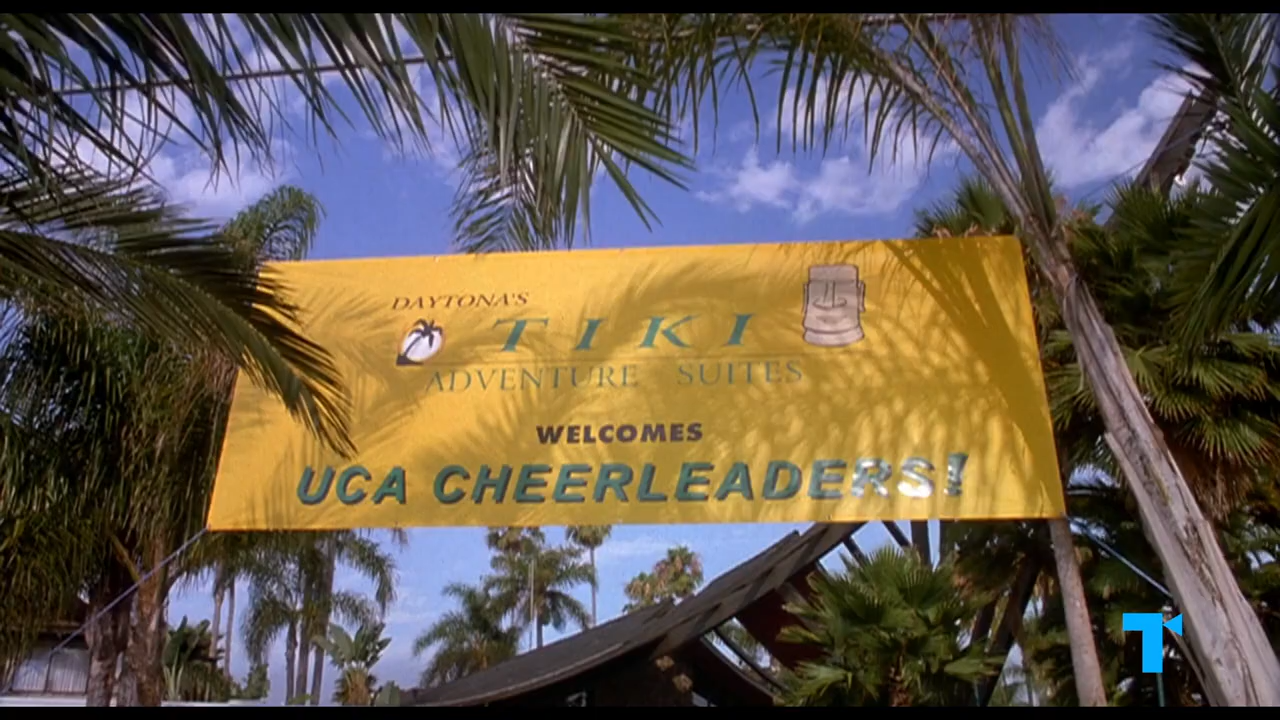 DAYTONA'S
TIKI
ADVENTURE SUITES
WELCOMES
UCA CHEERLEADERS!